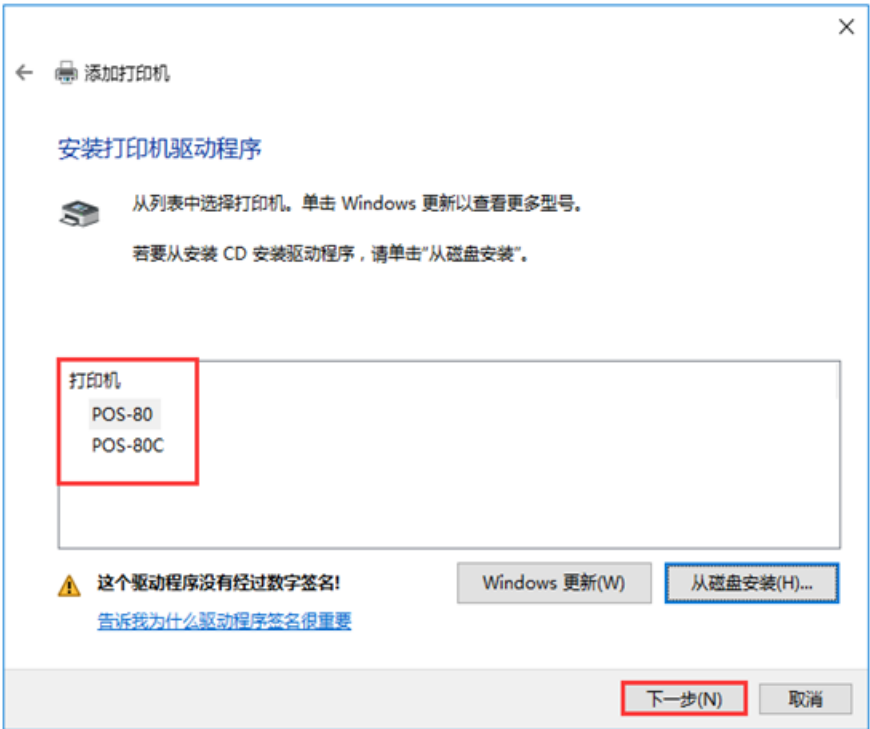 添加打印机
安装打印机驱动程序
从列表中选择打印机。单击 Windows 更新以查看更多型号。
若要从安装 CD 安装驱动程序，请单击“从磁盘安装”。
打印机
POS-80
POS-80C
这个驱动程序没有经过数字签名!
Windows 更新(W)
从磁盘安装(H)...
告诉我为什么驱动程序签名很重要
下一步(N)
取消